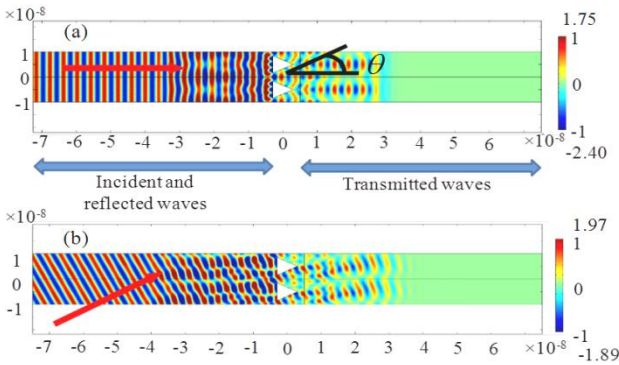 ×10⁻⁸ (a) 1.75
1 1
θ
0 0
-1 -1
-7 -6 -5 -4 -3 -2 -1 0 1 2 3 4 5 6 ×10⁻⁸ -2.40
Incident and Transmitted waves
reflected waves
×10⁻⁸ (b) 1.97
1 1
0 0
-1 -1
-7 -6 -5 -4 -3 -2 -1 0 1 2 3 4 5 6 ×10⁻⁸ -1.89